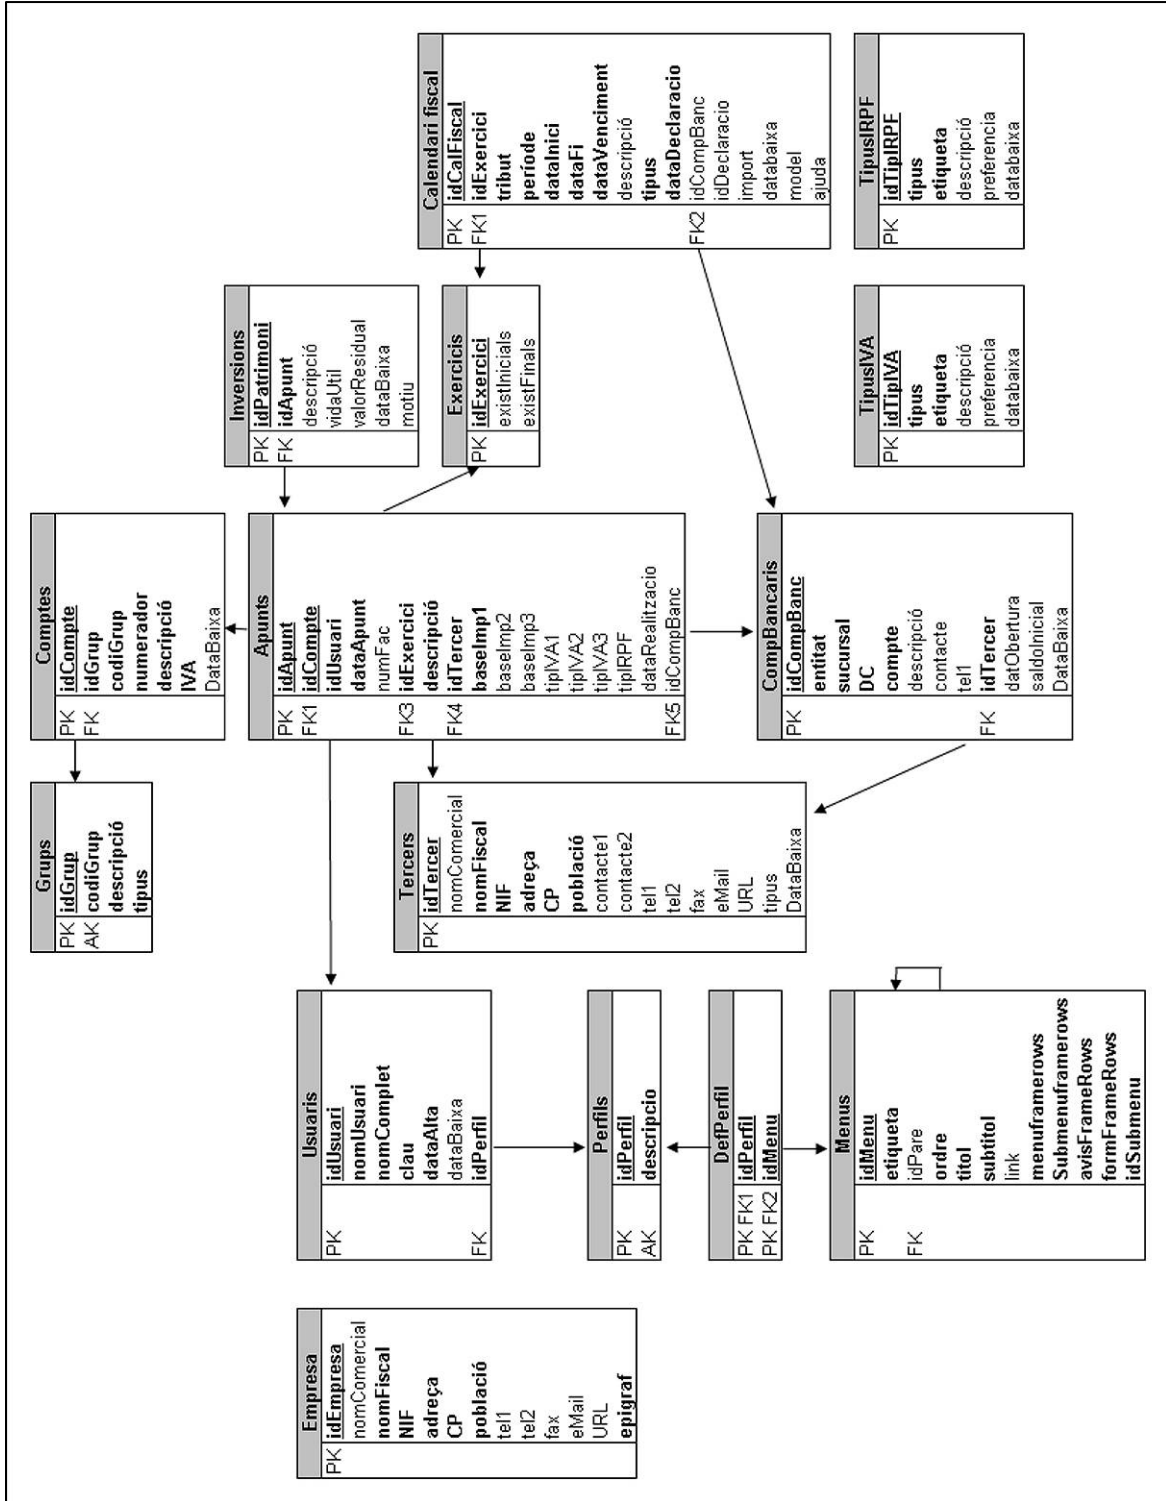 Grups
PK idGrup
AK codiGrup
descripció
tipus
Comptes
PK idCompte
FK idGrup
codiGrup
numerador
descripció
IVA
DataBaixa
Inversions
PK idPatrimoni
FK idApunt
descripció
vidaUtil
valorResidual
dataBaixa
motiu
Calendari fiscal
PK idCalFiscal
FK1 idExercici
tribut
període
dataInici
dataFi
dataVenciment
descripció
tipus
dataDeclaracio
FK2 idCompBanc
idDeclaracio
import
databaixa
model
ajuda
Empresa
PK idEmpresa
nomComercial
nomFiscal
NIF
adreça
CP
població
tel1
tel2
fax
eMail
URL
epigraf
Usuaris
PK idUsuari
nomUsuari
nomComplet
clau
dataAlta
dataBaixa
FK idPerfil
Tercers
PK idTercer
nomComercial
nomFiscal
NIF
adreça
CP
població
contacte1
contacte2
tel1
tel2
fax
eMail
URL
tipus
DataBaixa
Apunts
PK idApunt
FK1 idCompte
idUsuari
dataApunt
numFac
FK3 idExercici
descripció
FK4 idTercer
baseImp1
baseImp2
baseImp3
tipIVA1
tipIVA2
tipIVA3
tipIRPF
dataRealitzacio
FK5 idCompBanc
Exercicis
PK idExercici
existInicials
existFinals
Perfils
PK idPerfil
AK descripcio
DefPerfil
PK FK1 idPerfil
PK FK2 idMenu
Menus
PK idMenu
etiqueta
FK idPare
ordre
titol
subtitol
link
menuframerows
Submenuframerows
avisFrameRows
formFrameRows
idSubmenu
CompBancaris
PK idCompBanc
entitat
sucursal
DC
compte
descripció
contacte
tel1
FK idTercer
datObertura
saldoInicial
DataBaixa
TipusIVA
PK idTipIVA
tipus
etiqueta
descripció
preferencia
databaixa
TipusIRPF
PK idTipIRPF
tipus
etiqueta
descripció
preferencia
databaixa